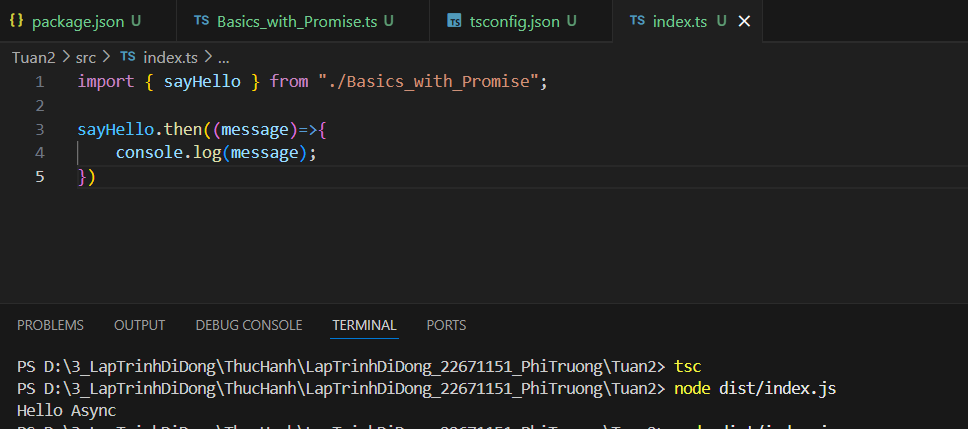 {} package.json U
TS Basics_with_Promise.ts U
TS tsconfig.json U
TS index.ts U ×
Tuan2 > src > TS index.ts > ...
1 import { sayHello } from "./Basics_with_Promise";
2
3 sayHello.then((message)=>{
4     console.log(message);
5 })
PROBLEMS OUTPUT DEBUG CONSOLE TERMINAL PORTS
PS D:\3_LapTrinhDiDong\ThucHanh\LapTrinhDiDong_22671151_PhiTruong\Tuan2> tsc
PS D:\3_LapTrinhDiDong\ThucHanh\LapTrinhDiDong_22671151_PhiTruong\Tuan2> node dist/index.js
Hello Async